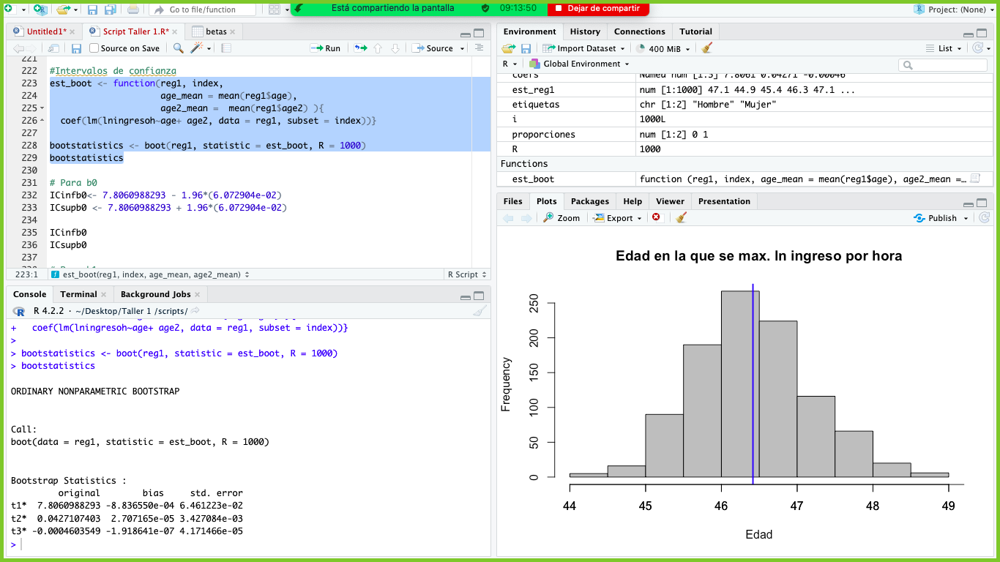 Go to file/function
Está compartiendo la pantalla
09:13:50
Dejar de compartir
Project: (None)
Untitled1*
Script Taller 1.R*
betas
Source on Save
Run
Source
221
222 #Intervalos de confianza
223 est_boot <- function(reg1, index,
224 age_mean = mean(reg1$age),
225 age2_mean =  mean(reg1$age2) ){
226 coef(lm(lningresoh~age+ age2, data = reg1, subset = index))}
227
228 bootstatistics <- boot(reg1, statistic = est_boot, R = 1000)
229 bootstatistics
230
231 # Para b0
232 ICinfb0<- 7.8060988293 - 1.96*(6.072904e-02)
233 ICsupb0 <- 7.8060988293 + 1.96*(6.072904e-02)
234
235 ICinfb0
236 ICsupb0
237
223:1 est_boot(reg1, index, age_mean, age2_mean) R Script
Console Terminal Background Jobs
R 4.2.2 · ~/Desktop/Taller 1 /scripts/
+ coef(lm(lningresoh~age+ age2, data = reg1, subset = index))}
>
> bootstatistics <- boot(reg1, statistic = est_boot, R = 1000)
> bootstatistics
ORDINARY NONPARAMETRIC BOOTSTRAP
Call:
boot(data = reg1, statistic = est_boot, R = 1000)
Bootstrap Statistics :
original bias std. error
t1* 7.8060988293 -8.836550e-04 6.461223e-02
t2* 0.0427107403 2.707165e-05 3.427084e-03
t3* -0.0004603549 -1.918641e-07 4.171466e-05
>
Environment History Connections Tutorial
Import Dataset 400 MiB List
R Global Environment
coefs Named num [1:3] 7.8061 0.04271 -0.00046
est_reg1 num [1:1000] 47.1 44.9 45.4 46.3 47.1 ...
etiquetas chr [1:2] "Hombre" "Mujer"
i 1000L
proporciones num [1:2] 0 1
R 1000
Functions
est_boot function (reg1, index, age_mean = mean(reg1$age), age2_mean =…
Files Plots Packages Help Viewer Presentation
Zoom Export Publish
Edad en la que se max. ln ingreso por hora
Frequency
250
200
150
100
50
0
44 45 46 47 48 49
Edad